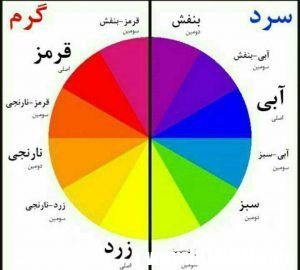 سرد
گرم
بنفش
دومین
قرمز-بنفش
سومین
آبی-بنفش
سومین
قرمز
اصلی
آبی
اصلی
قرمز-نارنجی
سومین
آبی-سبز
سومین
نارنجی
دومین
سبز
دومین
زرد-نارنجی
سومین
زرد
اصلی